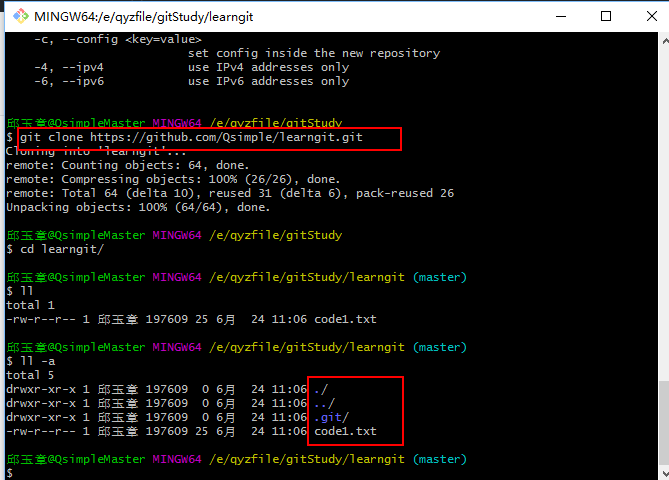 MINGW64:/e/qyzfile/gitStudy/learngit
-c, --config <key=value>
set config inside the new repository
-4, --ipv4 use IPv4 addresses only
-6, --ipv6 use IPv6 addresses only
邱玉章@QsimpleMaster MINGW64 /e/qyzfile/gitStudy
$ git clone https://github.com/Qsimple/learngit.git
Cloning into 'learngit'...
remote: Counting objects: 64, done.
remote: Compressing objects: 100% (26/26), done.
remote: Total 64 (delta 10), reused 31 (delta 6), pack-reused 26
Unpacking objects: 100% (64/64), done.
邱玉章@QsimpleMaster MINGW64 /e/qyzfile/gitStudy
$ cd learngit/
邱玉章@QsimpleMaster MINGW64 /e/qyzfile/gitStudy/learngit (master)
$ ll
total 1
-rw-r--r-- 1 邱玉章 197609 25 6月 24 11:06 code1.txt
邱玉章@QsimpleMaster MINGW64 /e/qyzfile/gitStudy/learngit (master)
$ ll -a
total 5
drwxr-xr-x 1 邱玉章 197609 0 6月 24 11:06 ./
drwxr-xr-x 1 邱玉章 197609 0 6月 24 11:06 ../
drwxr-xr-x 1 邱玉章 197609 0 6月 24 11:06 .git/
-rw-r--r-- 1 邱玉章 197609 25 6月 24 11:06 code1.txt
邱玉章@QsimpleMaster MINGW64 /e/qyzfile/gitStudy/learngit (master)
$